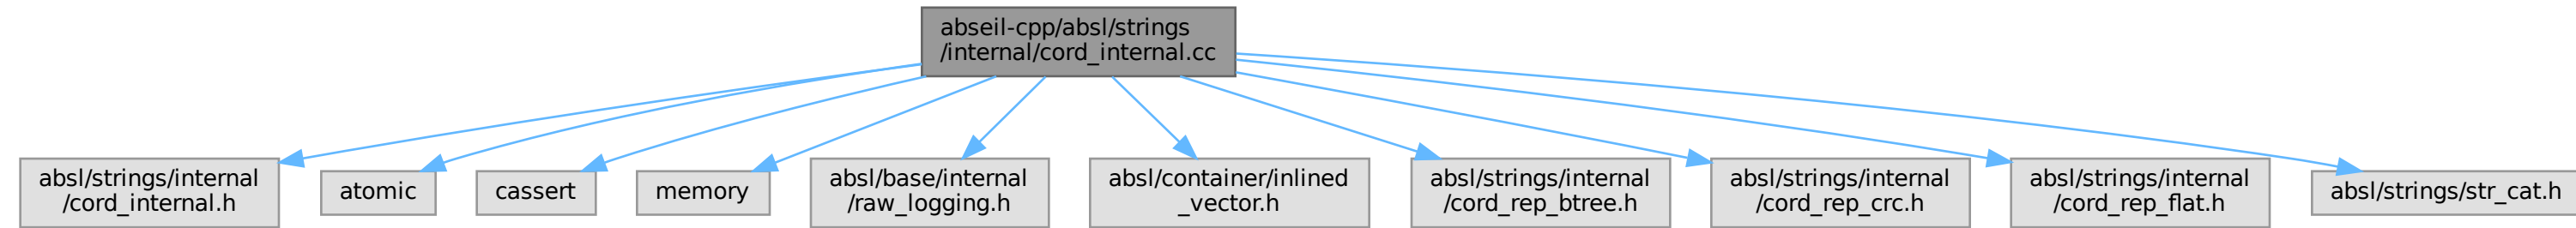 abseil-cpp/absl/strings
/internal/cord_internal.cc
absl/strings/internal
/cord_internal.h
atomic
cassert
memory
absl/base/internal
/raw_logging.h
absl/container/inlined
_vector.h
absl/strings/internal
/cord_rep_btree.h
absl/strings/internal
/cord_rep_crc.h
absl/strings/internal
/cord_rep_flat.h
absl/strings/str_cat.h